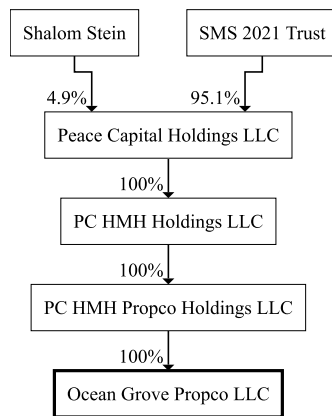 Shalom Stein
SMS 2021 Trust
4.9%
95.1%
Peace Capital Holdings LLC
100%
PC HMH Holdings LLC
100%
PC HMH Propco Holdings LLC
100%
Ocean Grove Propco LLC